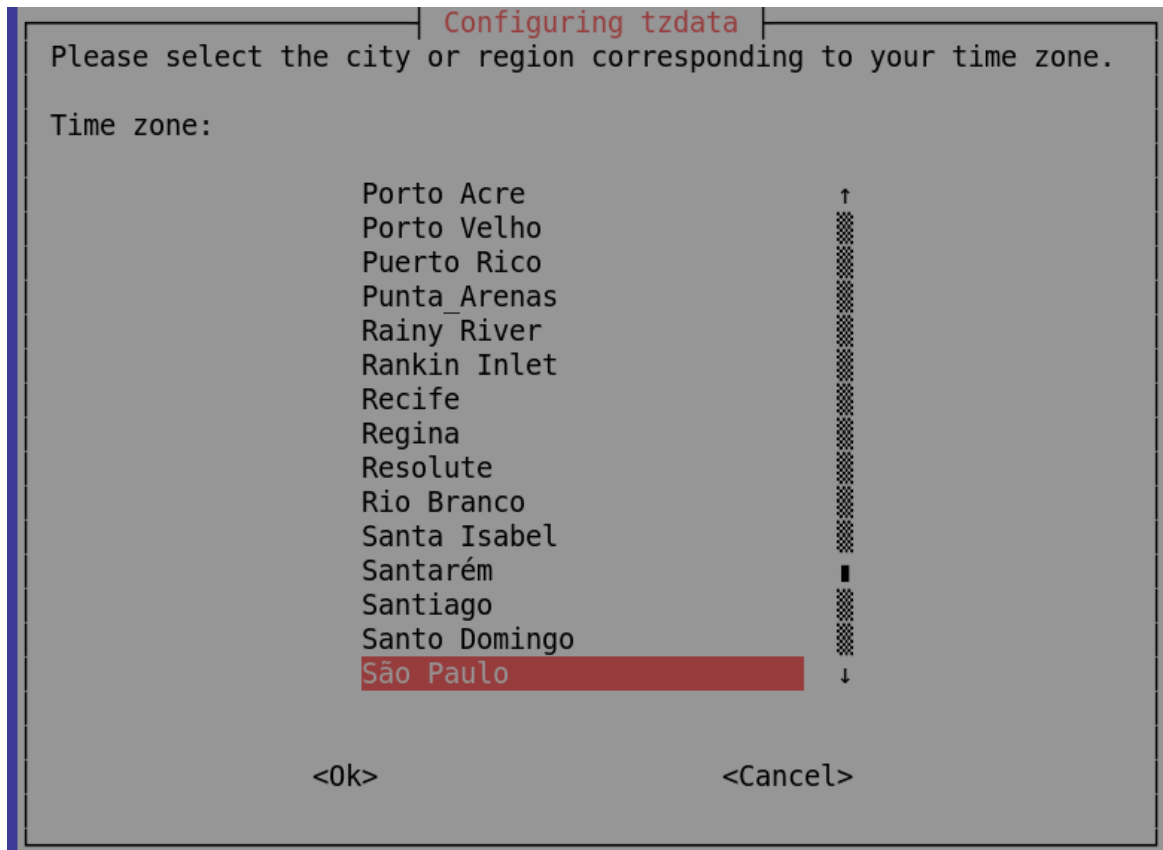 Configuring tzdata
Please select the city or region corresponding to your time zone.
Time zone:
Porto Acre
Porto Velho
Puerto Rico
Punta_Arenas
Rainy River
Rankin Inlet
Recife
Regina
Resolute
Rio Branco
Santa Isabel
Santarém
Santiago
Santo Domingo
São Paulo
<Ok> <Cancel>